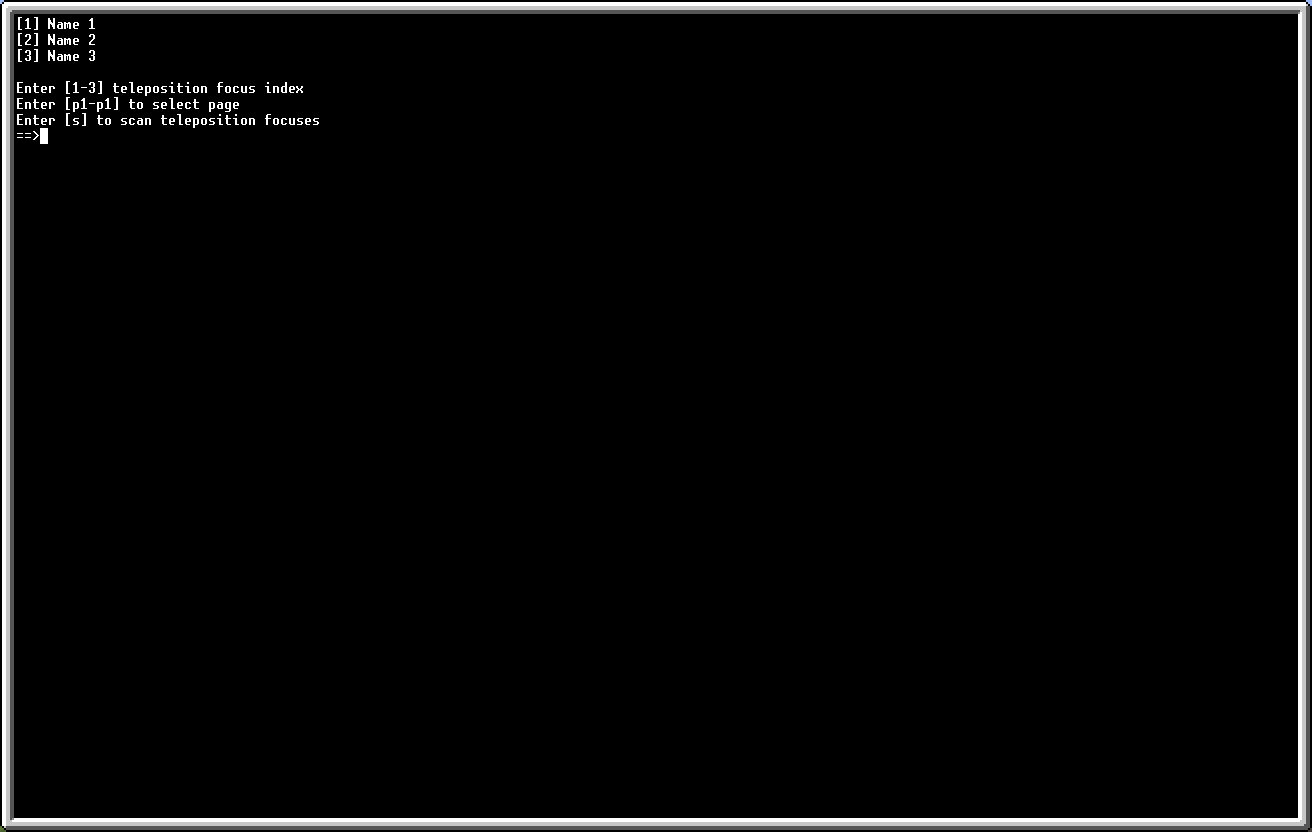 [1] Name 1
[2] Name 2
[3] Name 3
Enter [1-3] teleposition focus index
Enter [p1-p1] to select page
Enter [s] to scan teleposition focuses
==>